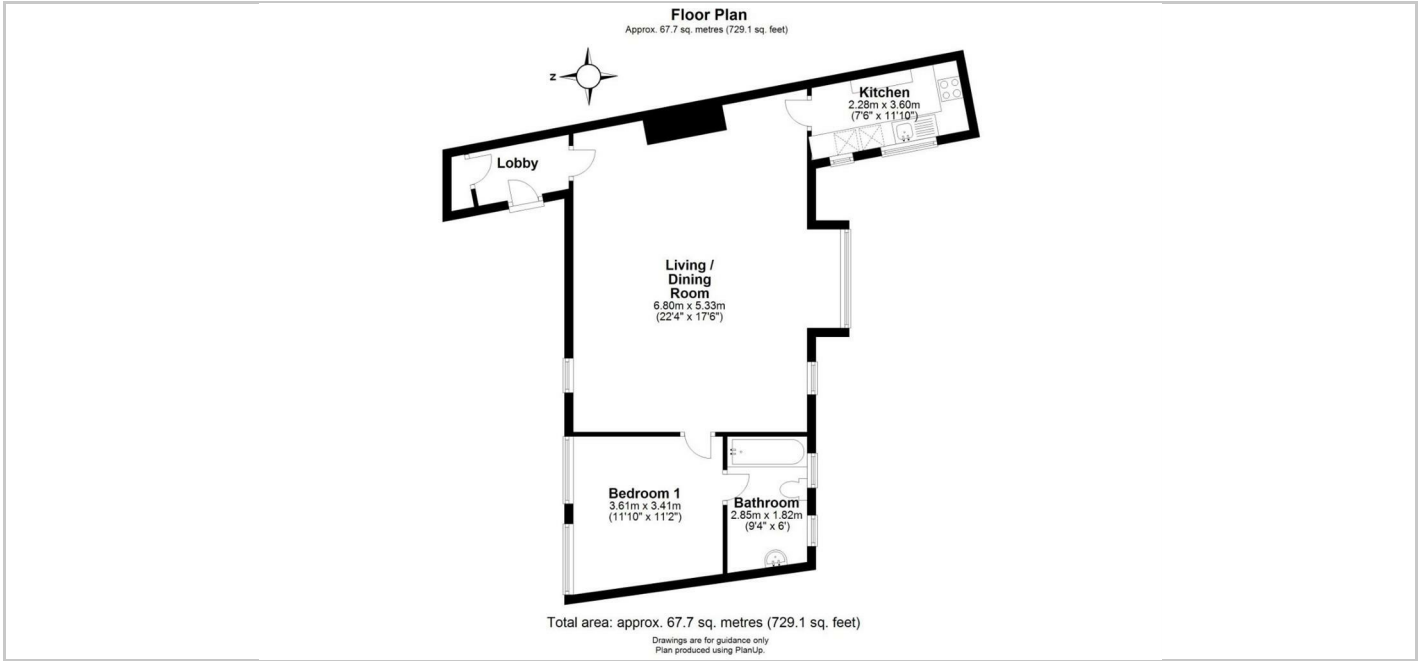 Floor Plan
Approx. 67.7 sq. metres (729.1 sq. feet)
N
Kitchen
2.28m x 3.60m
(7'6" x 11'10")
Lobby
Living /
Dining
Room
6.80m x 5.33m
(22'4" x 17'6")
Bedroom 1
3.61m x 3.41m
(11'10" x 11'2")
Bathroom
2.85m x 1.82m
(9'4" x 6')
Total area: approx. 67.7 sq. metres (729.1 sq. feet)
Drawings are for guidance only
Plan produced using PlanUp.